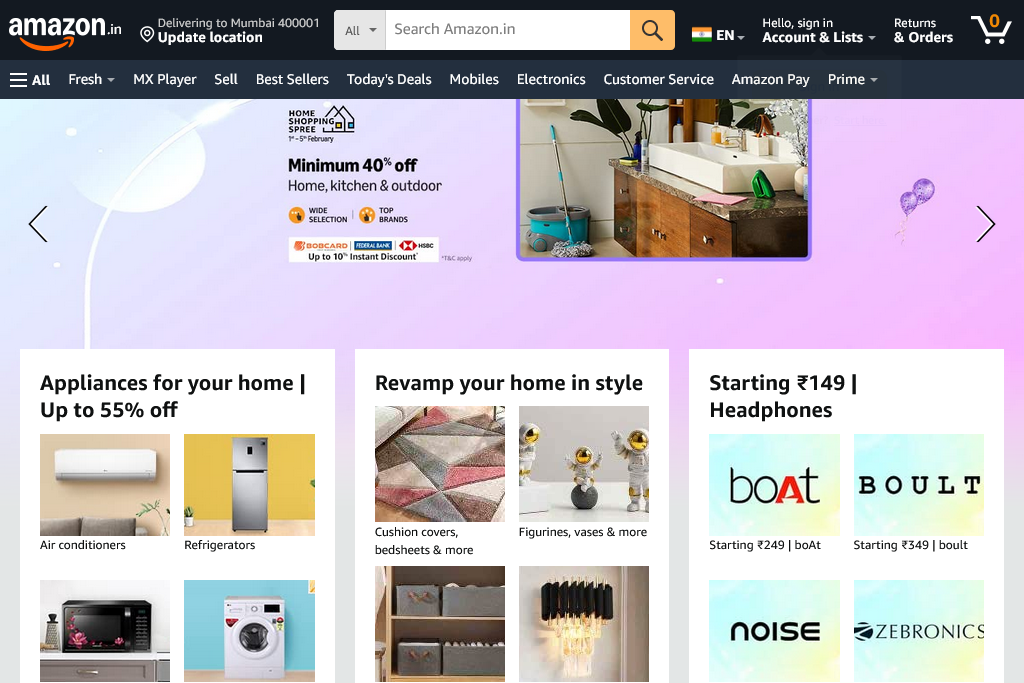 amazon.in
Delivering to Mumbai 400001
Update location
All
Search Amazon.in
EN
Hello, sign in
Account & Lists
Returns
& Orders
0
All
Fresh
MX Player
Sell
Best Sellers
Today's Deals
Mobiles
Electronics
Customer Service
Amazon Pay
Prime
HOME
SHOPPING
SPREE
1st - 5th February
Minimum 40% off
Home, kitchen & outdoor
WIDE
SELECTION
TOP
BRANDS
BOBCARD
FEDERAL BANK
HSBC
Up to 10% Instant Discount*
*T&C apply
Appliances for your home |
Up to 55% off
Air conditioners
Refrigerators
Revamp your home in style
Cushion covers,
bedsheets & more
Figurines, vases & more
Starting ₹149 |
Headphones
boAt
BOULT
Starting ₹249 | boAt
Starting ₹349 | boult
NOISE
ZEBRONICS